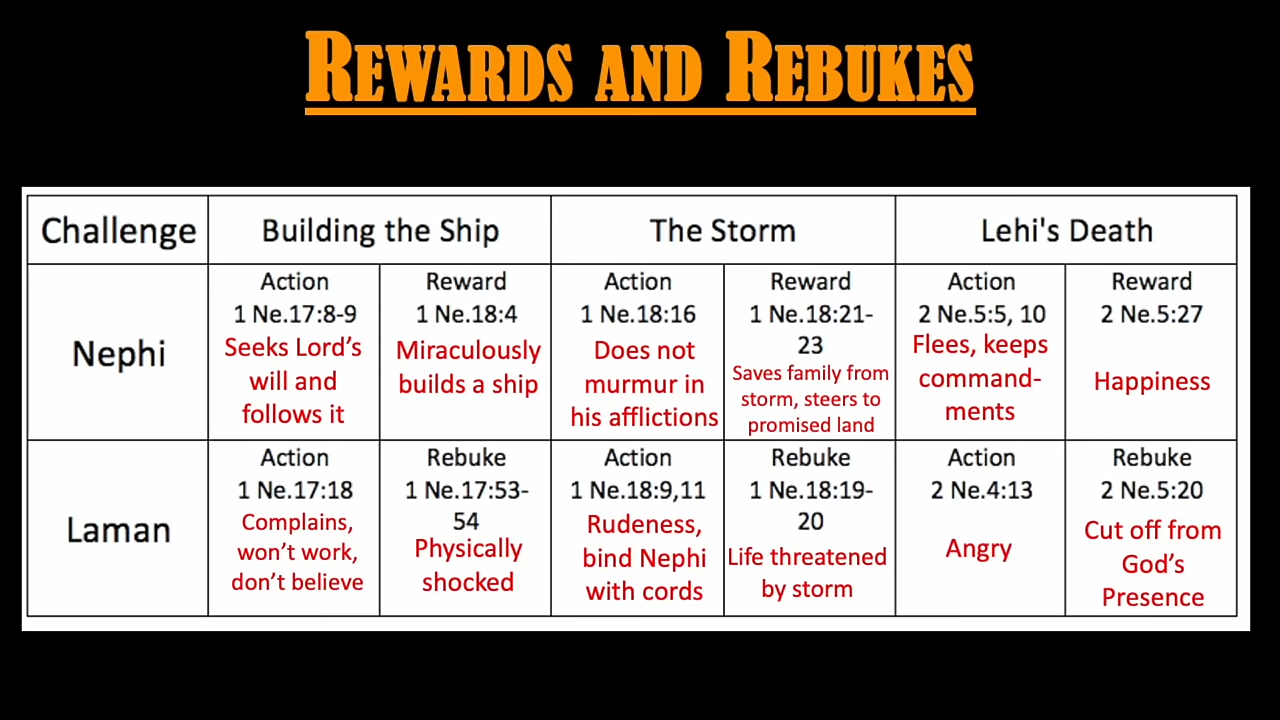 REWARDS AND REBUKES
Challenge
Building the Ship
The Storm
Lehi's Death
Nephi
Action
1 Ne.17:8-9
Seeks Lord’s
will and
follows it
Reward
1 Ne.18:4
Miraculously
builds a ship
Action
1 Ne.18:16
Does not
murmur in
his afflictions
Reward
1 Ne.18:21-
23
Saves family from
storm, steers to
promised land
Action
2 Ne.5:5, 10
Flees, keeps
command-
ments
Reward
2 Ne.5:27
Happiness
Laman
Action
1 Ne.17:18
Complains,
won’t work,
don’t believe
Rebuke
1 Ne.17:53-
54
Physically
shocked
Action
1 Ne.18:9,11
Rudeness,
bind Nephi
with cords
Rebuke
1 Ne.18:19-
20
Life threatened
by storm
Action
2 Ne.4:13
Angry
Rebuke
2 Ne.5:20
Cut off from
God’s
Presence